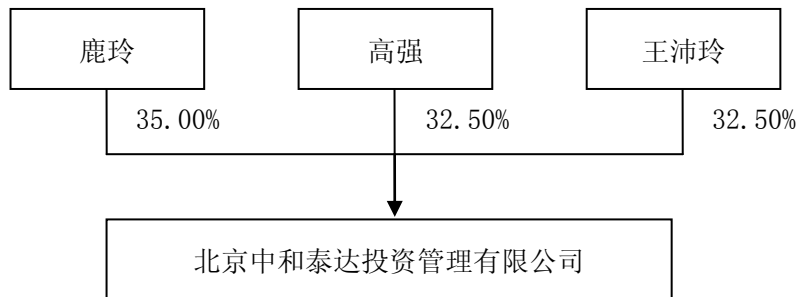 鹿玲
高强
王沛玲
35.00%
32.50%
32.50%
北京中和泰达投资管理有限公司